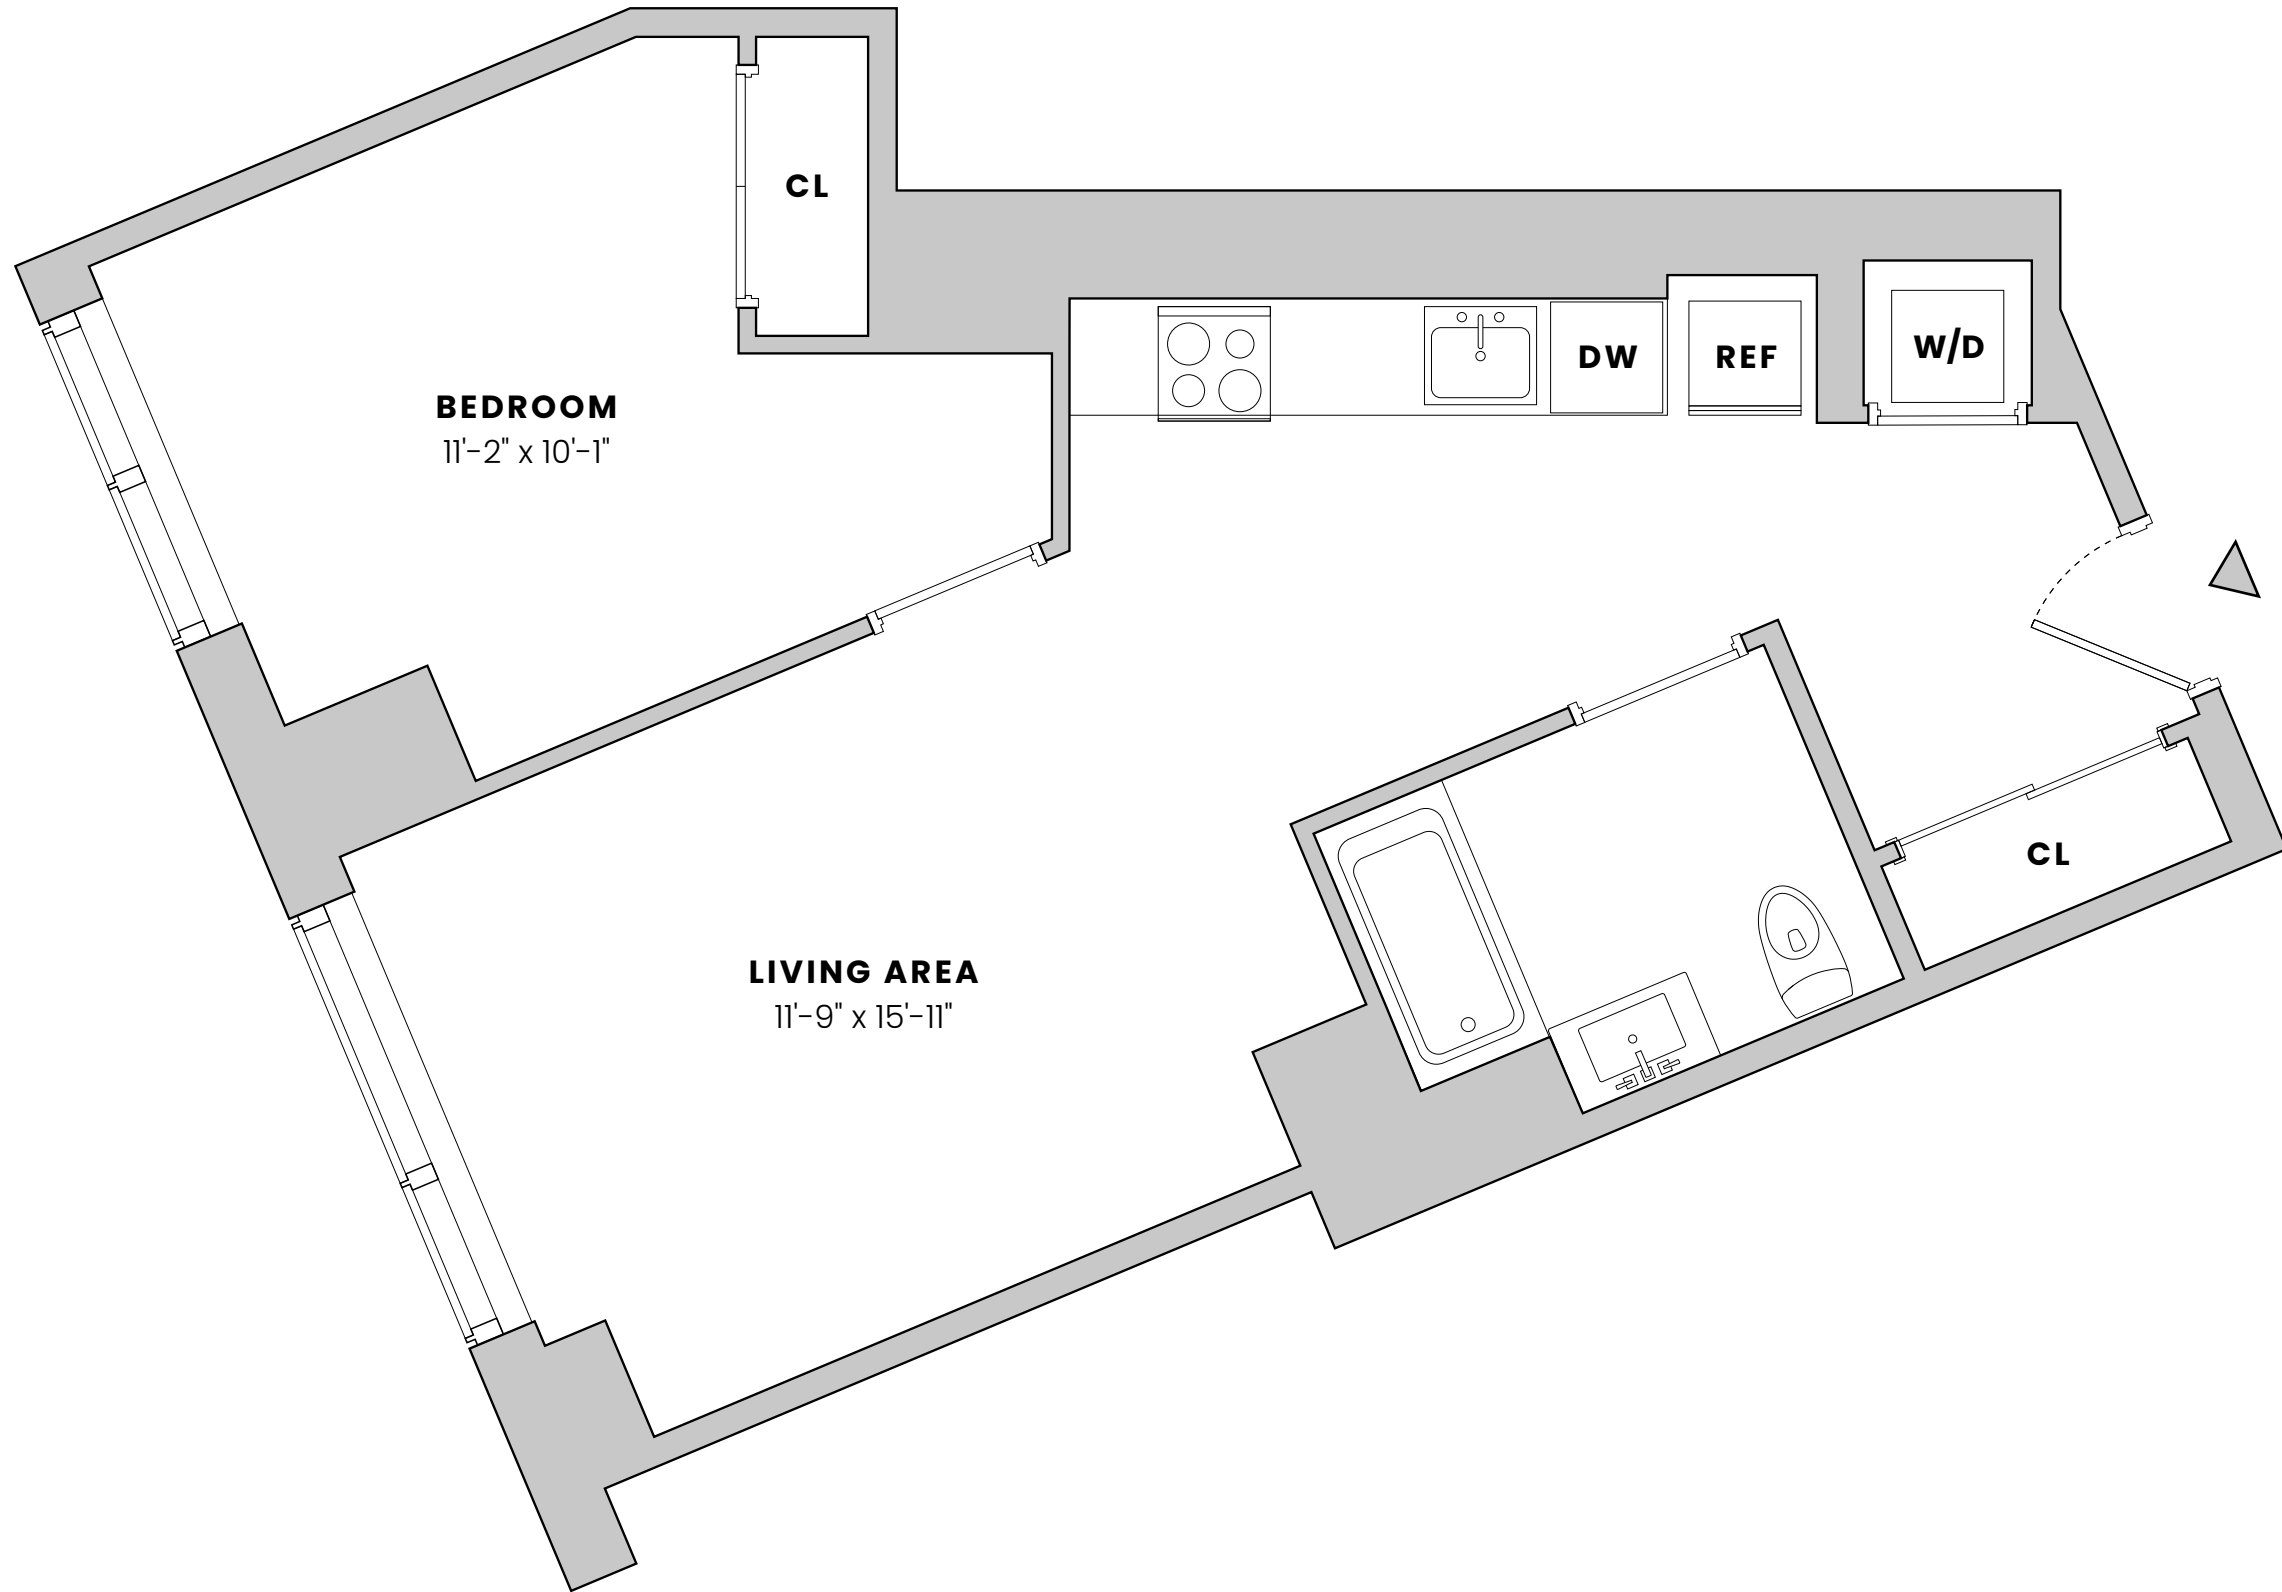 CL
BEDROOM
11'-2" x 10'-1"
DW
REF
W/D
CL
LIVING AREA
11'-9" x 15'-11"